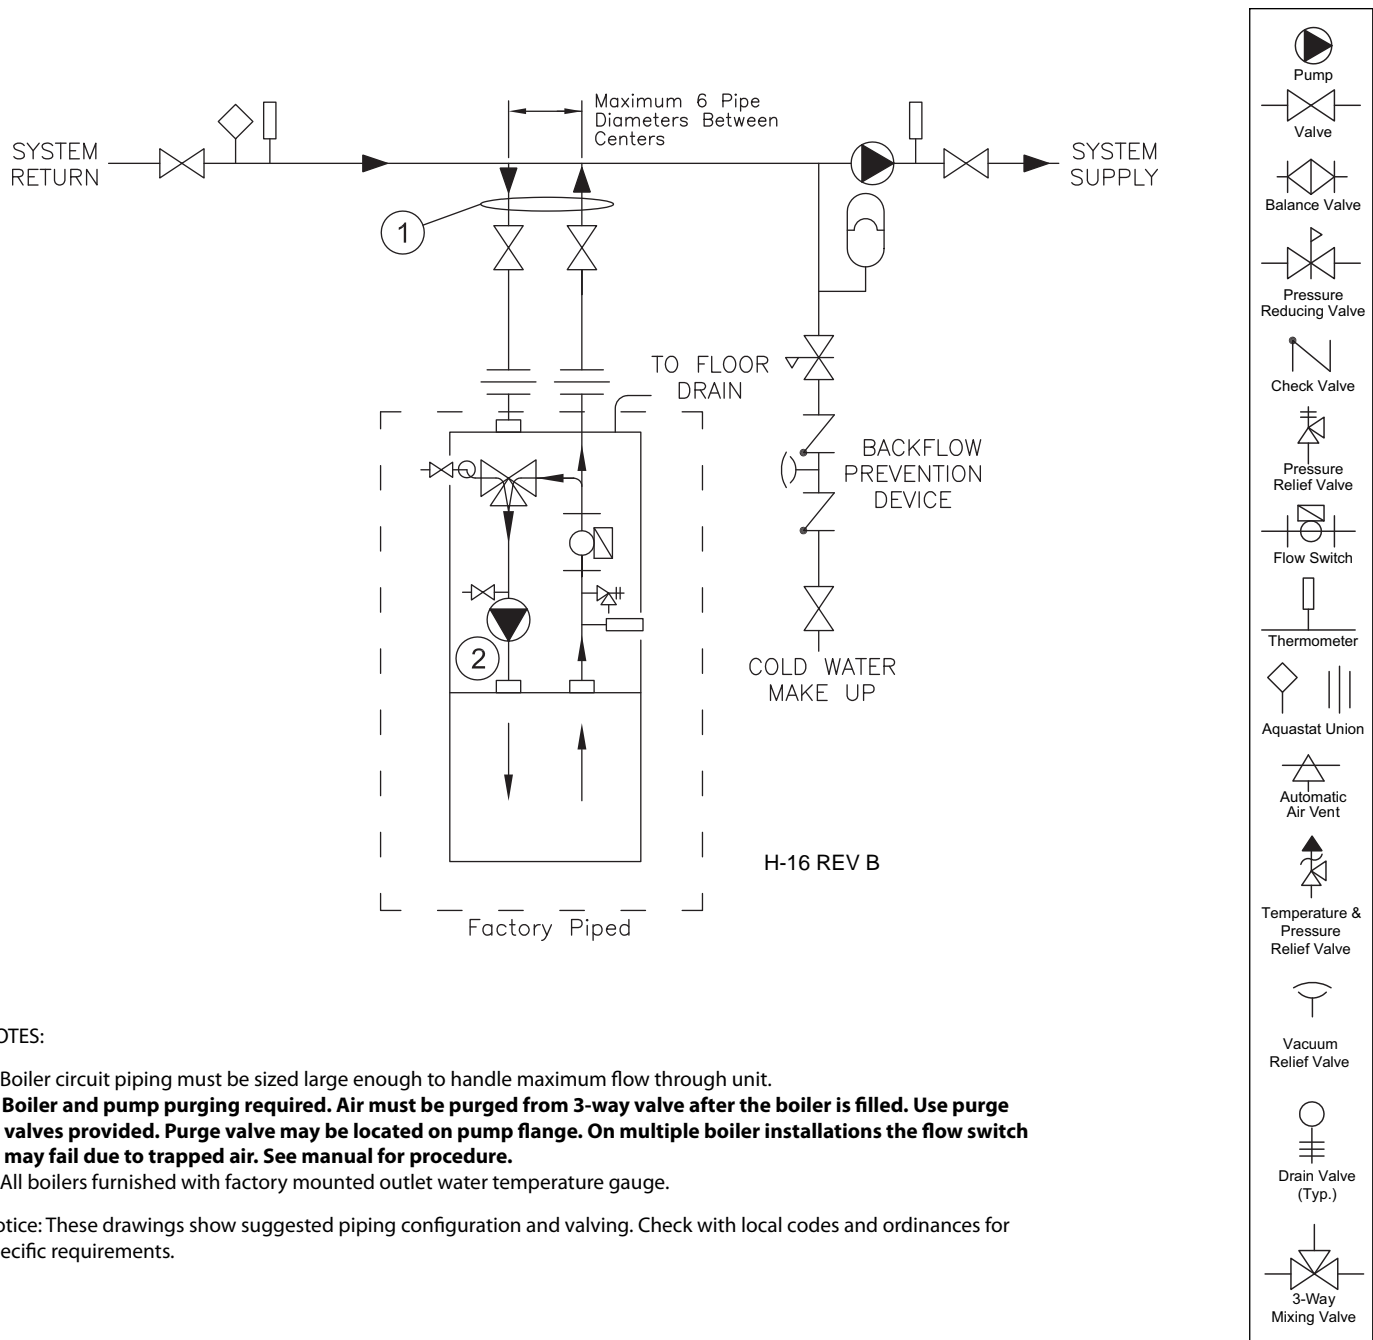 Maximum 6 Pipe
Diameters Between
Centers
SYSTEM
RETURN
SYSTEM
SUPPLY
1
TO FLOOR
DRAIN
BACKFLOW
PREVENTION
DEVICE
2
COLD WATER
MAKE UP
H-16 REV B
Factory Piped
OTES:
Boiler circuit piping must be sized large enough to handle maximum flow through unit.
Boiler and pump purging required. Air must be purged from 3-way valve after the boiler is filled. Use purge
valves provided. Purge valve may be located on pump flange. On multiple boiler installations the flow switch
may fail due to trapped air. See manual for procedure.
All boilers furnished with factory mounted outlet water temperature gauge.
otice: These drawings show suggested piping configuration and valving. Check with local codes and ordinances for
ecific requirements.
Pump
Valve
Balance Valve
Pressure
Reducing Valve
Check Valve
Pressure
Relief Valve
Flow Switch
Thermometer
Aquastat Union
Automatic
Air Vent
Temperature &
Pressure
Relief Valve
Vacuum
Relief Valve
Drain Valve
(Typ.)
3-Way
Mixing Valve